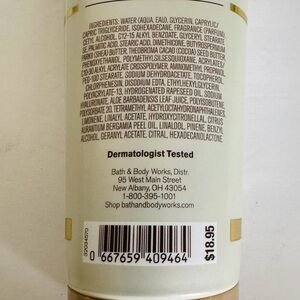 INGREDIENTS: WATER (AQUA, EAU), GLYCERIN, CAPRYLIC/
CAPRIC TRIGLYCERIDE, ISOHEXADECANE, FRAGRANCE (PARFUM),
CETYL ALCOHOL, C12-15 ALKYL BENZOATE, GLYCERYL STEARATE
SE, PALMITIC ACID, STEARIC ACID, DIMETHICONE, BUTYROSPERMUM
PARKII (SHEA) BUTTER, THEOBROMA CACAO (COCOA) SEED BUTTER,
PHENOXYETHANOL, POLYMETHYLSILSESQUIOXANE, ACRYLATES/
C10-30 ALKYL ACRYLATE CROSSPOLYMER, AMINOMETHYL PROPANOL,
SODIUM DEHYDROACETATE, TOCOPHEROL,
CHLORPHENESIN, DISODIUM EDTA, ETHYLHEXYLGLYCERIN,
POLYACRYLATE-13, HYDROGENATED RAPESEED OIL, SODIUM
HYALURONATE, ALOE BARBADENSIS LEAF JUICE, POLYISOBUTENE,
POLYSORBATE 20, TETRAMETHYL ACETYLOCTAHYDRONAPHTHALENES,
LIMONENE, LINALYL ACETATE, HYDROXYCITRONELLAL, CITRUS
AURANTIUM BERGAMIA PEEL OIL, LINALOOL, PINENE, BENZYL
ALCOHOL, GERANYL ACETATE, CITRAL, HEXADECANOLACTONE.
Dermatologist Tested
Bath & Body Works, Distr.
95 West Main Street
New Albany, OH 43054
1-800-395-1001
Shop bathandbodyworks.com
0 667659 409464
$18.95